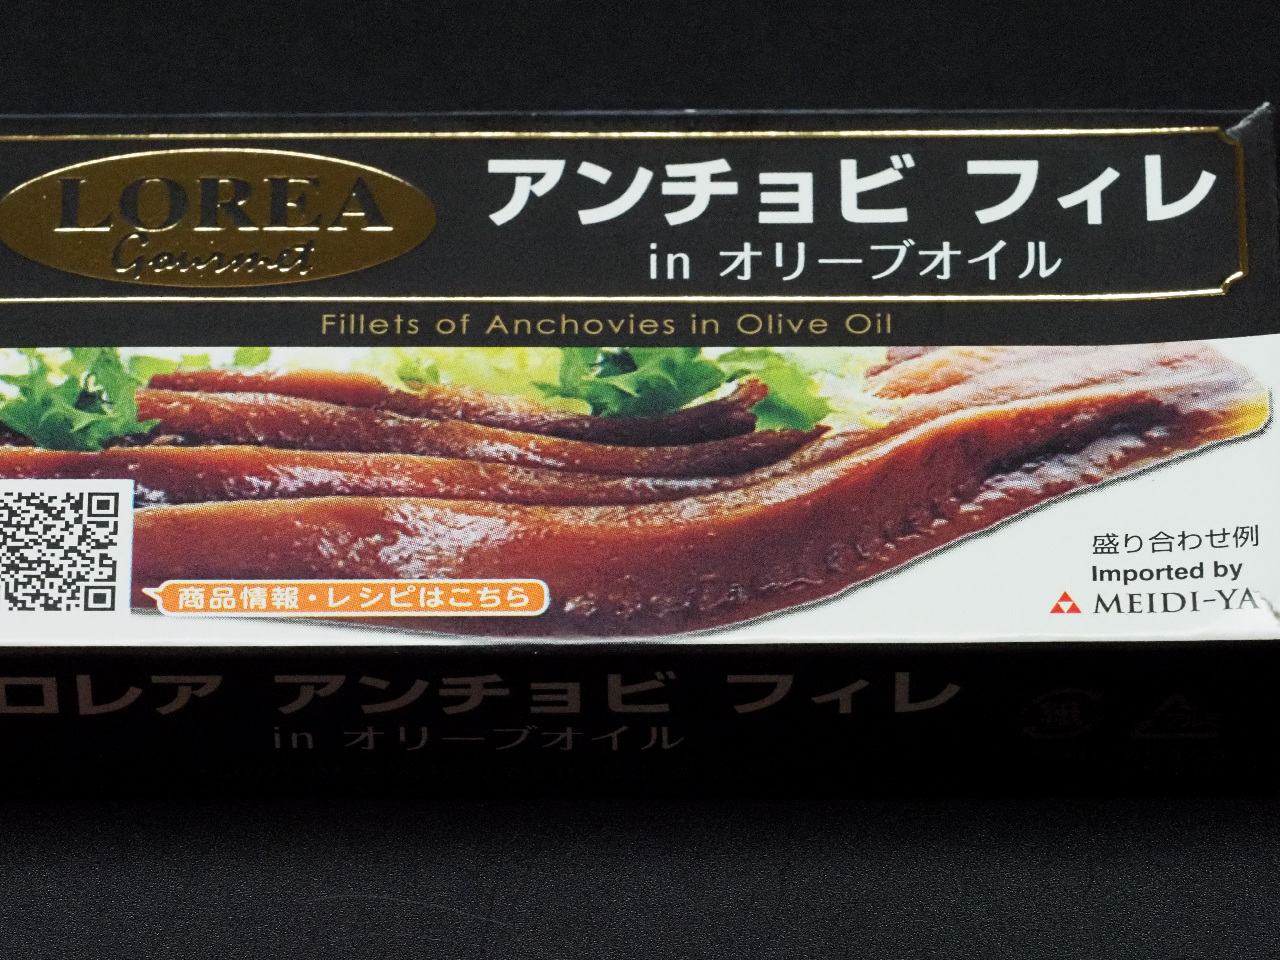 LOREA
Gourmet
アンチョビ フィレ
in オリーブオイル
Fillets of Anchovies in Olive Oil
商品情報・レシピはこちら
盛り合わせ例
Imported by
MEIDI-YA
ロレア アンチョビ フィレ
in オリーブオイル
紙